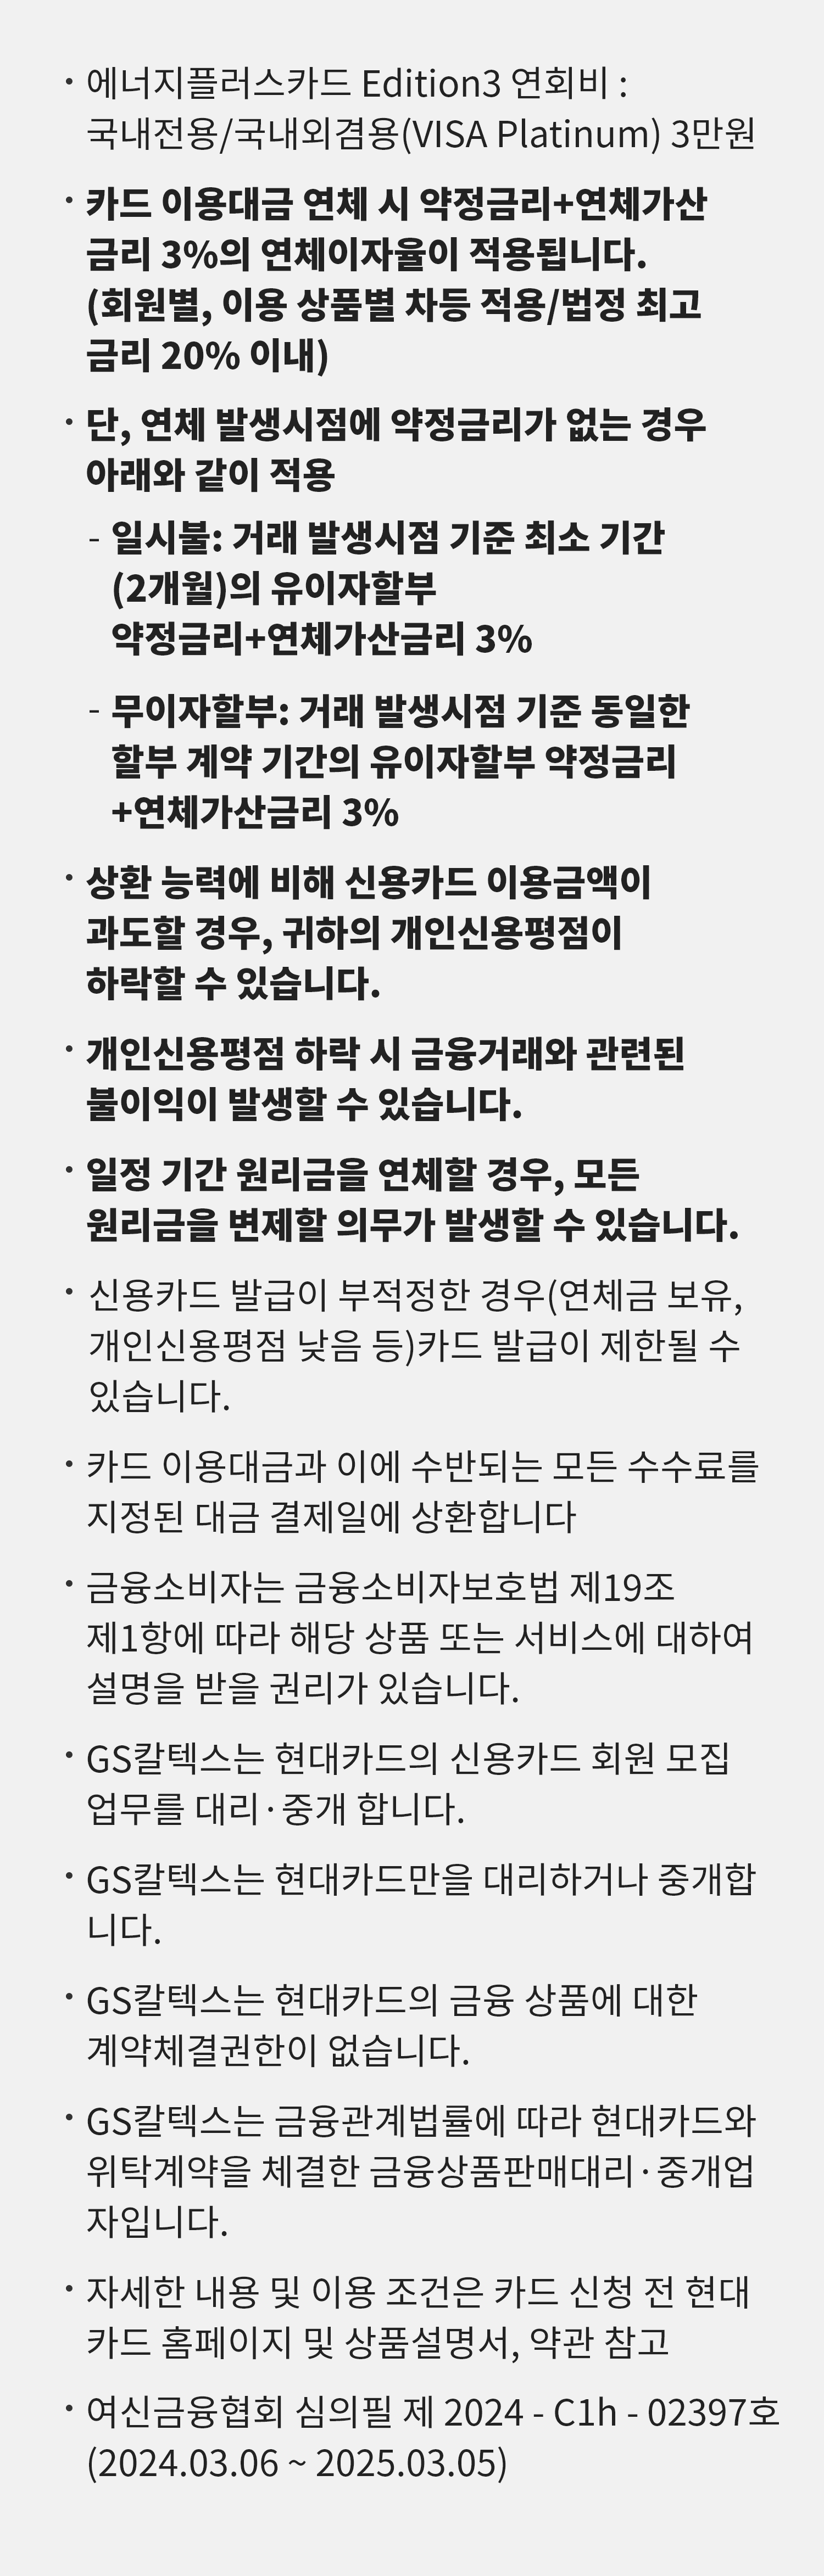 · 에너지플러스카드 Edition3 연회비 :
국내전용/국내외겸용(VISA Platinum) 3만원
· 카드 이용대금 연체 시 약정금리+연체가산
금리 3%의 연체이자율이 적용됩니다.
(회원별, 이용 상품별 차등 적용/법정 최고
금리 20% 이내)
· 단, 연체 발생시점에 약정금리가 없는 경우
아래와 같이 적용
- 일시불: 거래 발생시점 기준 최소 기간
(2개월)의 유이자할부
약정금리+연체가산금리 3%
- 무이자할부: 거래 발생시점 기준 동일한
할부 계약 기간의 유이자할부 약정금리
+연체가산금리 3%
· 상환 능력에 비해 신용카드 이용금액이
과도할 경우, 귀하의 개인신용평점이
하락할 수 있습니다.
· 개인신용평점 하락 시 금융거래와 관련된
불이익이 발생할 수 있습니다.
· 일정 기간 원리금을 연체할 경우, 모든
원리금을 변제할 의무가 발생할 수 있습니다.
· 신용카드 발급이 부적정한 경우(연체금 보유,
개인신용평점 낮음 등)카드 발급이 제한될 수
있습니다.
· 카드 이용대금과 이에 수반되는 모든 수수료를
지정된 대금 결제일에 상환합니다
· 금융소비자는 금융소비자보호법 제19조
제1항에 따라 해당 상품 또는 서비스에 대하여
설명을 받을 권리가 있습니다.
· GS칼텍스는 현대카드의 신용카드 회원 모집
업무를 대리·중개 합니다.
· GS칼텍스는 현대카드만을 대리하거나 중개합
니다.
· GS칼텍스는 현대카드의 금융 상품에 대한
계약체결권한이 없습니다.
· GS칼텍스는 금융관계법률에 따라 현대카드와
위탁계약을 체결한 금융상품판매대리·중개업
자입니다.
· 자세한 내용 및 이용 조건은 카드 신청 전 현대
카드 홈페이지 및 상품설명서, 약관 참고
· 여신금융협회 심의필 제 2024 - C1h - 02397호
(2024.03.06 ~ 2025.03.05)